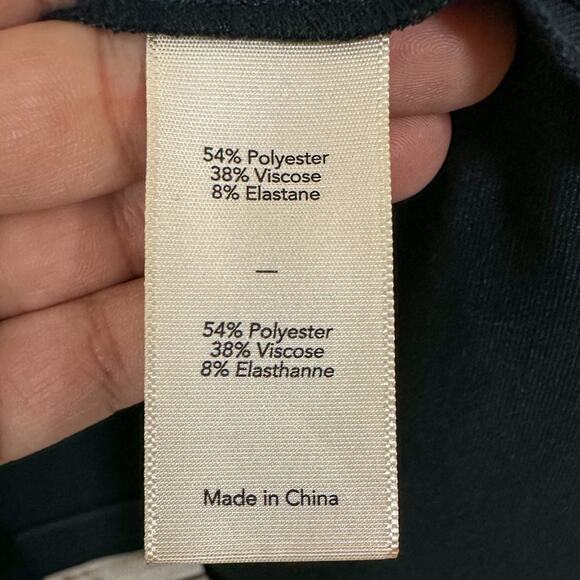 54% Polyester
38% Viscose
8% Elastane
—
54% Polyester
38% Viscose
8% Elasthanne
Made in China